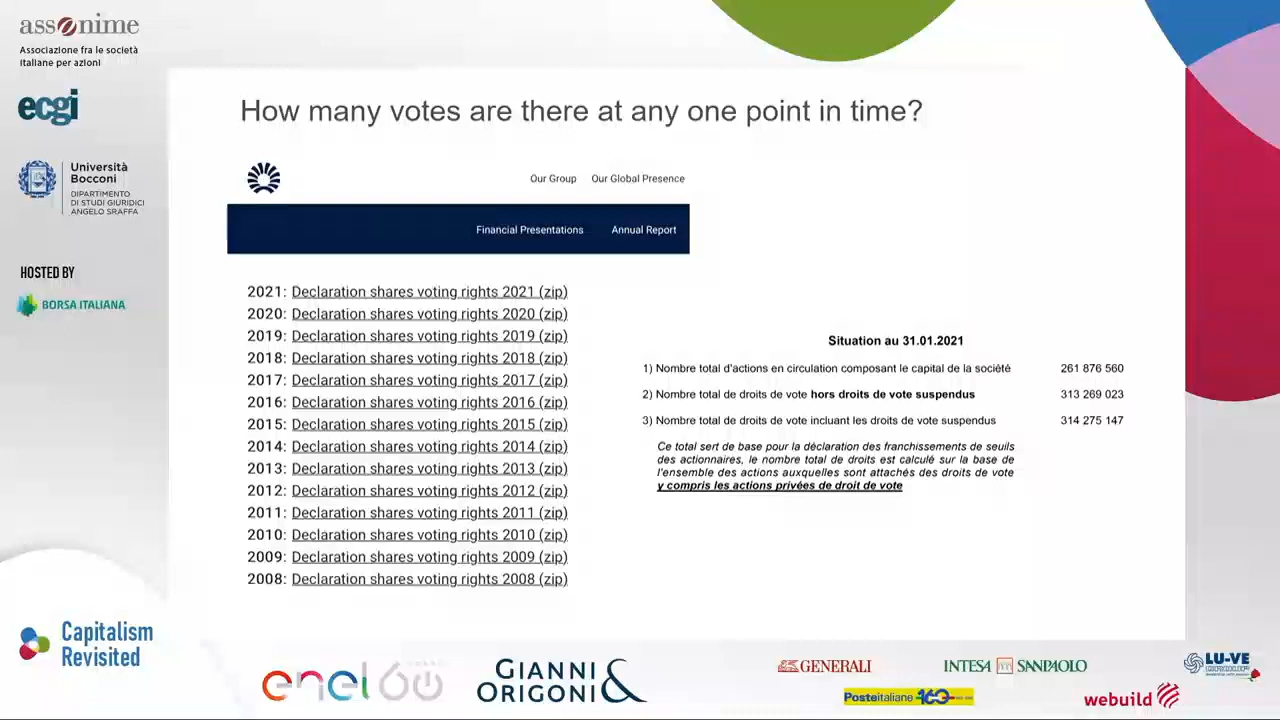 assonime
Associazione fra le società
italiane per azioni
ecgi
Università
Bocconi
DIPARTIMENTO
DI STUDI GIURIDICI
ANGELO SRAFFA
HOSTED BY
BORSA ITALIANA
How many votes are there at any one point in time?
Our Group Our Global Presence
Financial Presentations Annual Report
2021: Declaration shares voting rights 2021 (zip)
2020: Declaration shares voting rights 2020 (zip)
2019: Declaration shares voting rights 2019 (zip)
2018: Declaration shares voting rights 2018 (zip)
2017: Declaration shares voting rights 2017 (zip)
2016: Declaration shares voting rights 2016 (zip)
2015: Declaration shares voting rights 2015 (zip)
2014: Declaration shares voting rights 2014 (zip)
2013: Declaration shares voting rights 2013 (zip)
2012: Declaration shares voting rights 2012 (zip)
2011: Declaration shares voting rights 2011 (zip)
2010: Declaration shares voting rights 2010 (zip)
2009: Declaration shares voting rights 2009 (zip)
2008: Declaration shares voting rights 2008 (zip)
Situation au 31.01.2021
1) Nombre total d'actions en circulation composant le capital de la société 261 876 560
2) Nombre total de droits de vote hors droits de vote suspendus 313 269 023
3) Nombre total de droits de vote incluant les droits de vote suspendus 314 275 147
Ce total sert de base pour la déclaration des franchissements de seuils
des actionnaires, le nombre total de droits est calculé sur la base de
l'ensemble des actions auxquelles sont attachés des droits de vote
y compris les actions privées de droit de vote
Capitalism
Revisited
enel 60
GIANNI
ORIGONI &
GENERALI
INTESA SANPAOLO
LU-VE
GROUP
Posteitaliane 160
webuild